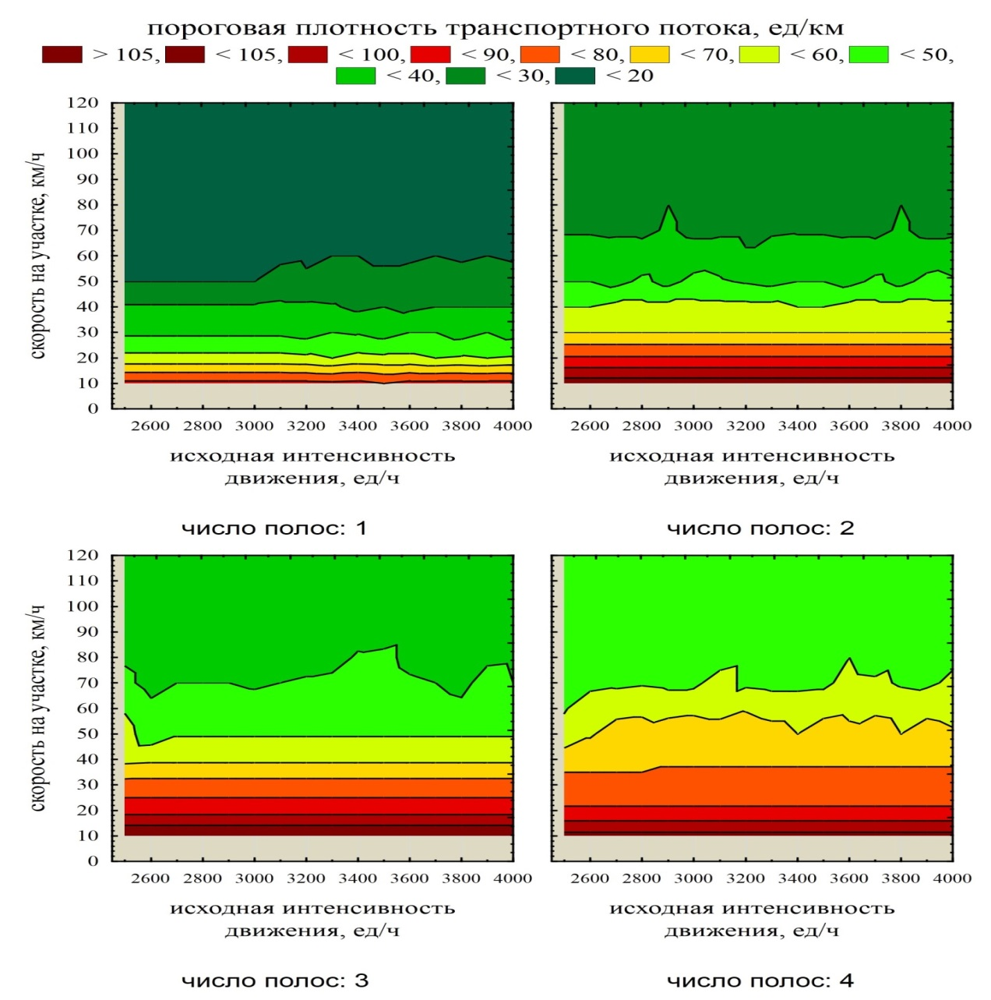 пороговая плотность транспортного потока, ед/км
> 105, < 105, < 100, < 90, < 80, < 70, < 60, < 50,
< 40, < 30, < 20
скорость на участке, км/ч
120
110
100
90
80
70
60
50
40
30
20
10
0
2600 2800 3000 3200 3400 3600 3800 4000
2600 2800 3000 3200 3400 3600 3800 4000
исходная интенсивность
движения, ед/ч
исходная интенсивность
движения, ед/ч
число полос: 1
число полос: 2
скорость на участке, км/ч
120
110
100
90
80
70
60
50
40
30
20
10
0
2600 2800 3000 3200 3400 3600 3800 4000
2600 2800 3000 3200 3400 3600 3800 4000
исходная интенсивность
движения, ед/ч
исходная интенсивность
движения, ед/ч
число полос: 3
число полос: 4